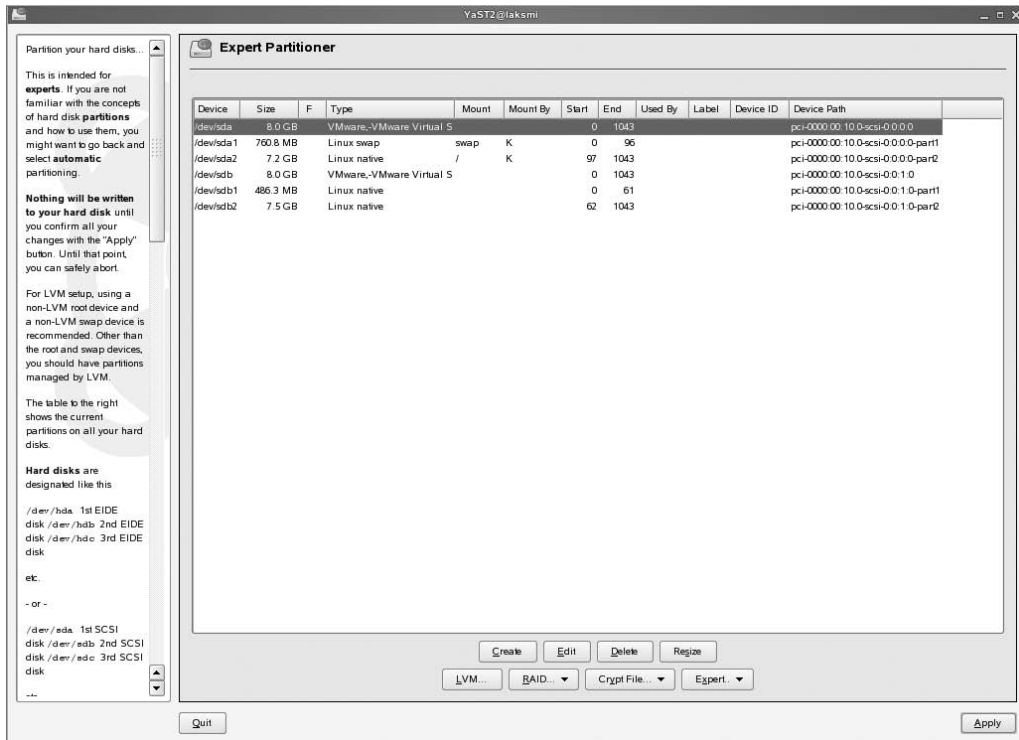 YaST2@laksmi
Partition your hard disks...
This is intended for
experts. If you are not
familiar with the concepts
of hard disk partitions
and how to use them, you
might want to go back and
select automatic
partitioning.
Nothing will be written
to your hard disk until
you confirm all your
changes with the "Apply"
button. Until that point,
you can safely abort.
For LVM setup, using a
non-LVM root device and
a non-LVM swap device is
recommended. Other than
the root and swap devices,
you should have partitions
managed by LVM.
The table to the right
shows the current
partitions on all your hard
disks.
Hard disks are
designated like this
/dev/hda 1st EIDE
disk /dev/hdb 2nd EIDE
disk /dev/hdc 3rd EIDE
disk
etc.
- or -
/dev/sda 1st SCSI
disk /dev/sdb 2nd SCSI
disk /dev/sdc 3rd SCSI
disk
Expert Partitioner
Device Size F Type Mount Mount By Start End Used By Label Device ID Device Path
/dev/sda 8.0 GB VMware,-VMware Virtual S 0 1043 pci-0000:00:10.0-scsi-0:0:0:0
/dev/sda1 760.8 MB Linux swap swap K 0 96 pci-0000:00:10.0-scsi-0:0:0:0-part1
/dev/sda2 7.2 GB Linux native / K 97 1043 pci-0000:00:10.0-scsi-0:0:0:0-part2
/dev/sdb 8.0 GB VMware,-VMware Virtual S 0 1043 pci-0000:00:10.0-scsi-0:0:1:0
/dev/sdb1 486.3 MB Linux native 0 61 pci-0000:00:10.0-scsi-0:0:1:0-part1
/dev/sdb2 7.5 GB Linux native 62 1043 pci-0000:00:10.0-scsi-0:0:1:0-part2
Create Edit Delete Resize
LVM... RAID... Crypt File... Expert..
Quit Apply